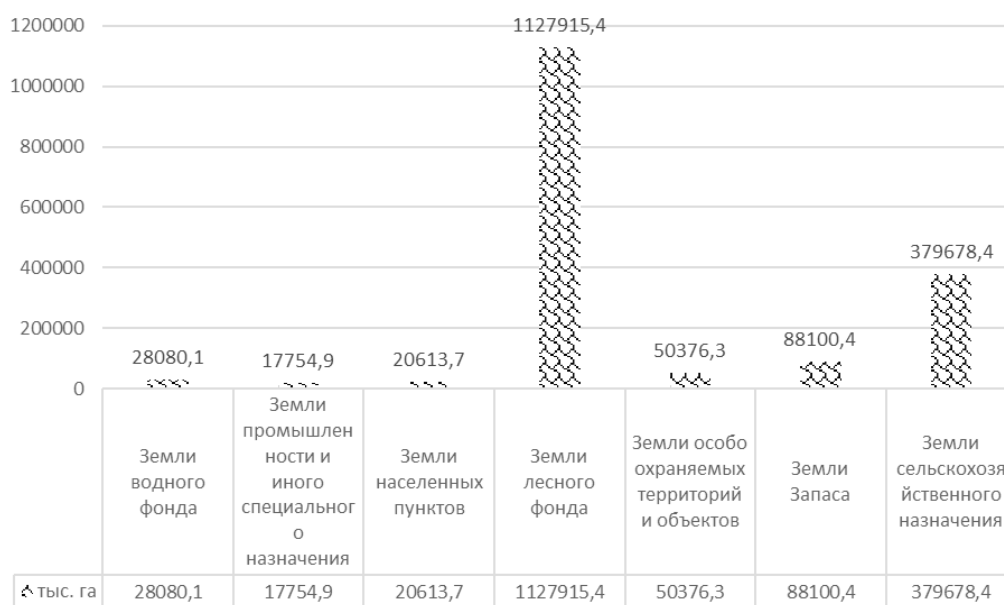 1200000
1000000
800000
600000
400000
200000
0
28080,1
17754,9
20613,7
1127915,4
50376,3
88100,4
379678,4
Земли
водного
фонда
Земли
промышлен
ности и
иного
специальног
о
назначения
Земли
населенных
пунктов
Земли
лесного
фонда
Земли особо
охраняемых
территорий
и объектов
Земли
Запаса
Земли
сельскохозя
йственного
назначения
тыс. га 28080,1 17754,9 20613,7 1127915,4 50376,3 88100,4 379678,4